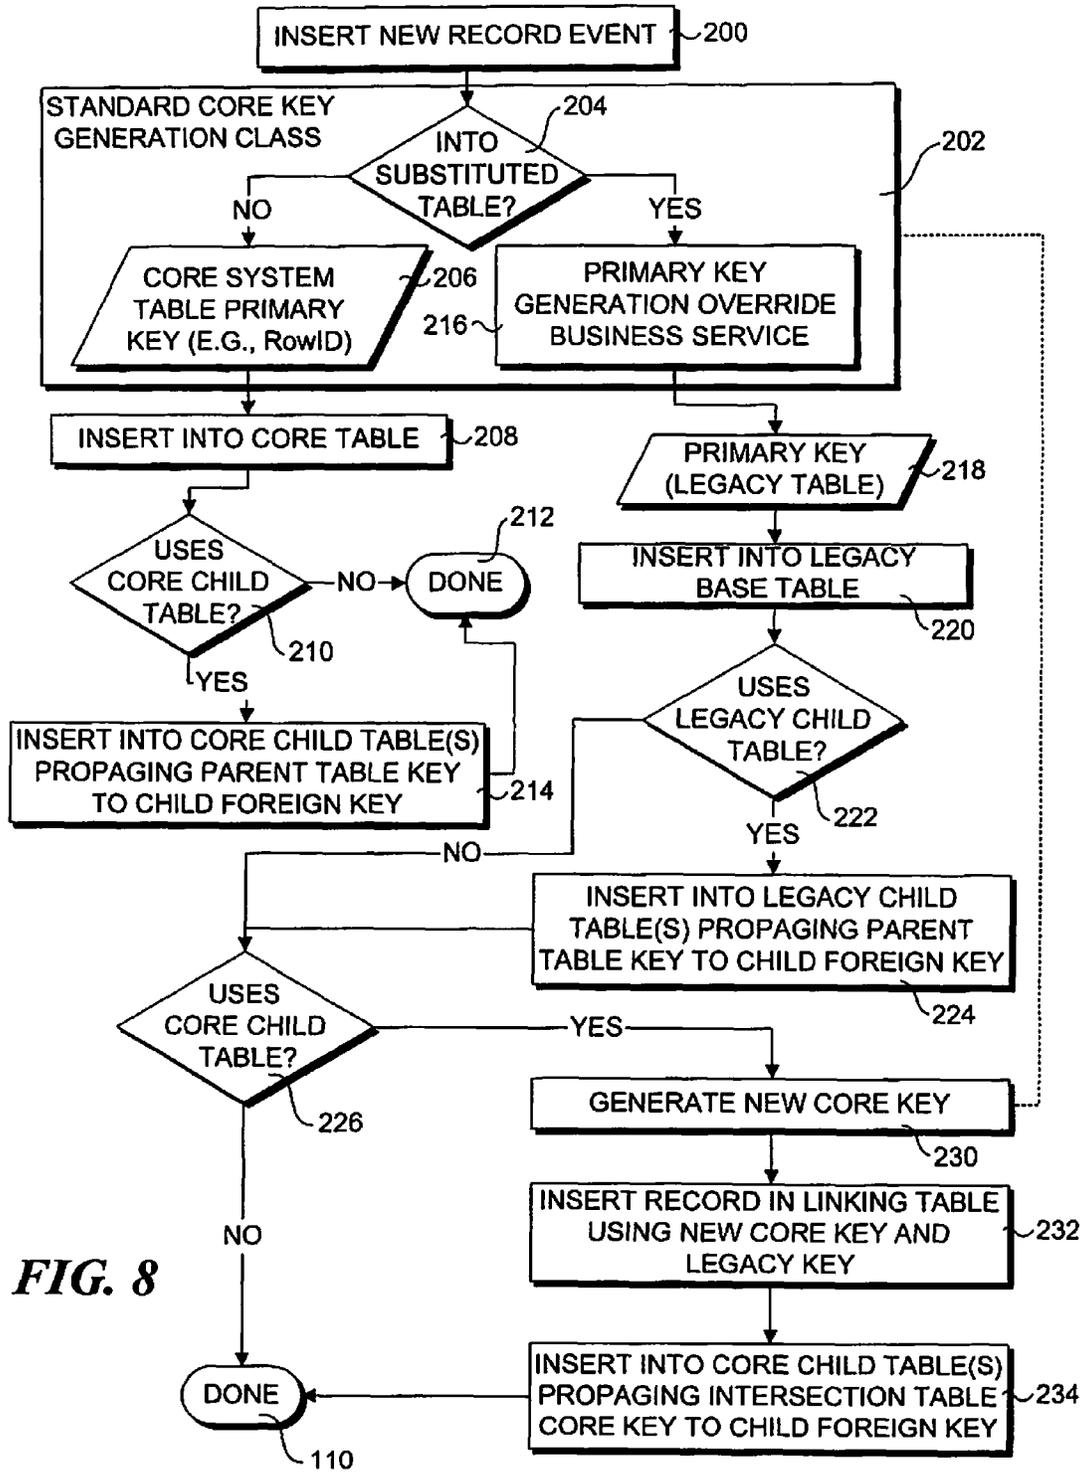 INSERT NEW RECORD EVENT
200
STANDARD CORE KEY
GENERATION CLASS
204
202
INTO
SUBSTITUTED
TABLE?
NO
YES
CORE SYSTEM
TABLE PRIMARY
KEY (E.G., RowID)
206
PRIMARY KEY
GENERATION OVERRIDE
BUSINESS SERVICE
216
INSERT INTO CORE TABLE
208
PRIMARY KEY
(LEGACY TABLE)
218
USES
CORE CHILD
TABLE?
210
NO
212
DONE
INSERT INTO LEGACY
BASE TABLE
220
YES
USES
LEGACY CHILD
TABLE?
222
INSERT INTO CORE CHILD TABLE(S)
PROPAGING PARENT TABLE KEY
TO CHILD FOREIGN KEY
214
YES
NO
INSERT INTO LEGACY CHILD
TABLE(S) PROPAGING PARENT
TABLE KEY TO CHILD FOREIGN KEY
224
USES
CORE CHILD
TABLE?
226
YES
GENERATE NEW CORE KEY
230
INSERT RECORD IN LINKING TABLE
USING NEW CORE KEY AND
LEGACY KEY
232
NO
FIG. 8
INSERT INTO CORE CHILD TABLE(S)
PROPAGING INTERSECTION TABLE
CORE KEY TO CHILD FOREIGN KEY
234
DONE
110